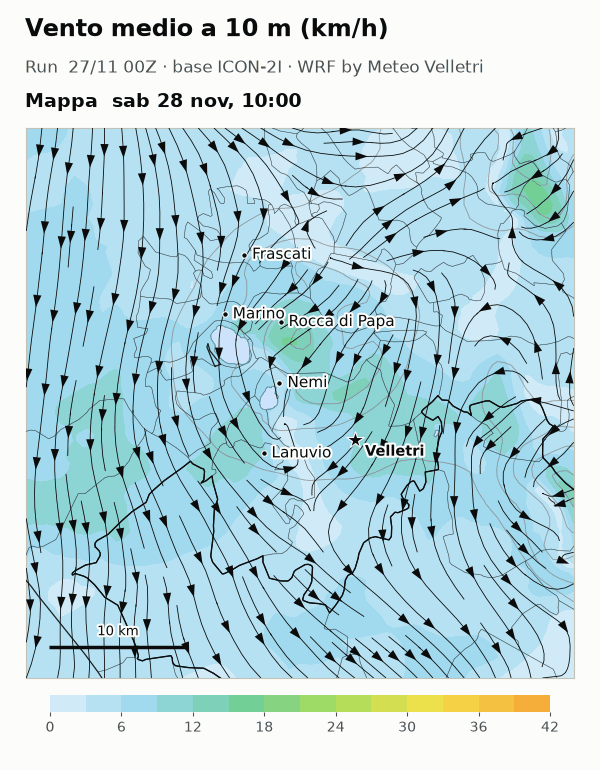 Vento medio a 10 m (km/h)
Run  27/11 00Z · base ICON-2I · WRF by Meteo Velletri
Mappa  sab 28 nov, 10:00
Frascati
Marino
Rocca di Papa
Nemi
Lanuvio
Velletri
10 km
0 6 12 18 24 30 36 42